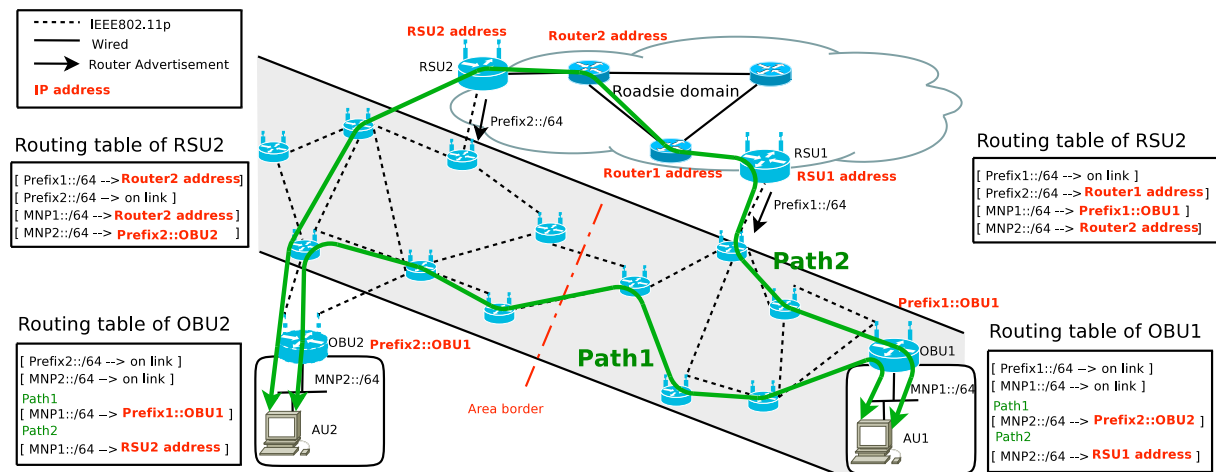 IEEE802.11p
Wired
Router Advertisement
IP address
RSU2 address
Router2 address
RSU2
Roadsie domain
Prefix2::/64
RSU1
Router1 address
RSU1 address
Prefix1::/64
Routing table of RSU2
[ Prefix1::/64 --> Router2 address]
[ Prefix2::/64 -> on link ]
[ MNP1::/64 --> Router2 address ]
[ MNP2::/64 --> Prefix2::OBU2 ]
Routing table of RSU2
[ Prefix1::/64 --> on link ]
[ Prefix2::/64 --> Router1 address]
[ MNP1::/64 --> Prefix1::OBU1 ]
[ MNP2::/64 --> Router2 address ]
Path2
Path1
Area border
Prefix1::OBU1
OBU1
MNP1::/64
AU1
OBU2
Prefix2::OBU1
MNP2::/64
AU2
Routing table of OBU2
[ Prefix2::/64 --> on link ]
[ MNP2::/64 --> on link ]
Path1
[ MNP1::/64 --> Prefix1::OBU1 ]
Path2
[ MNP1::/64 --> RSU2 address ]
Routing table of OBU1
[ Prefix1::/64 --> on link ]
[ MNP1::/64 --> on link ]
Path1
[ MNP2::/64 --> Prefix2::OBU2 ]
Path2
[ MNP2::/64 --> RSU1 address ]